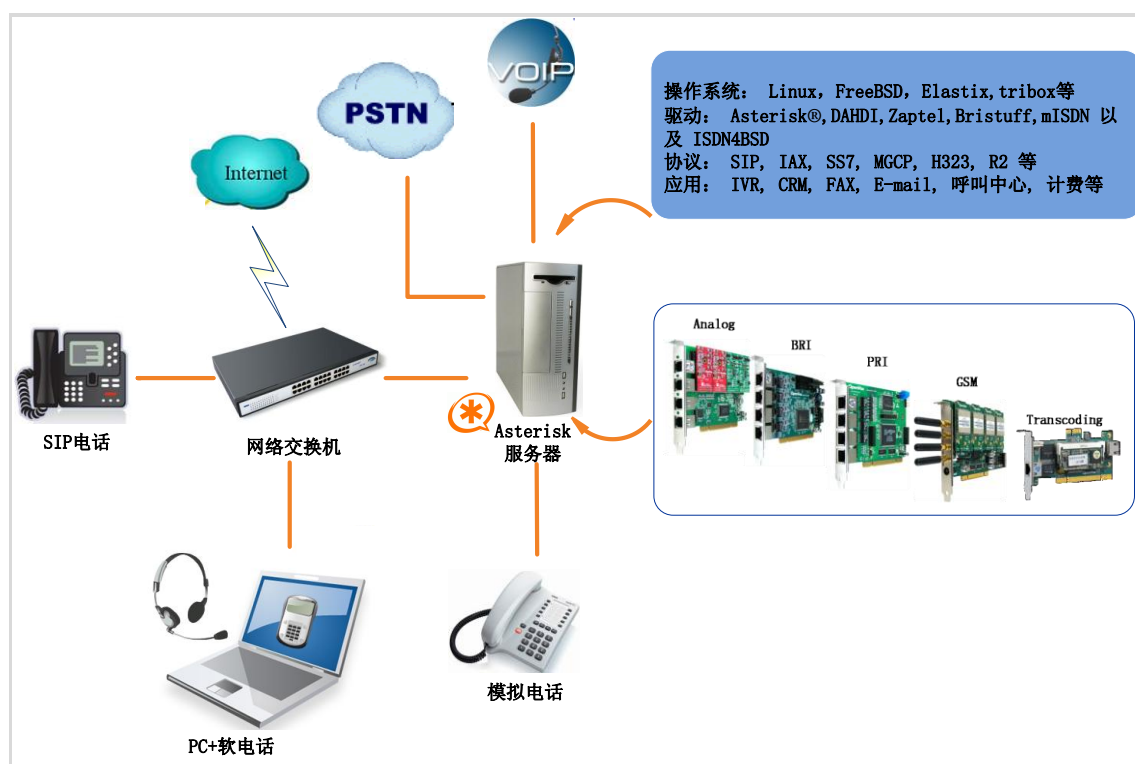 VOIP
PSTN
Internet
操作系统： Linux，FreeBSD，Elastix,tribox等
驱动： Asterisk®,DAHDI,Zaptel,Bristuff,mISDN 以
及 ISDN4BSD
协议： SIP, IAX, SS7, MGCP, H323, R2 等
应用： IVR, CRM, FAX, E-mail, 呼叫中心, 计费等
Analog
BRI
PRI
GSM
Transcoding
SIP电话
网络交换机
Asterisk
服务器
PC+软电话
模拟电话